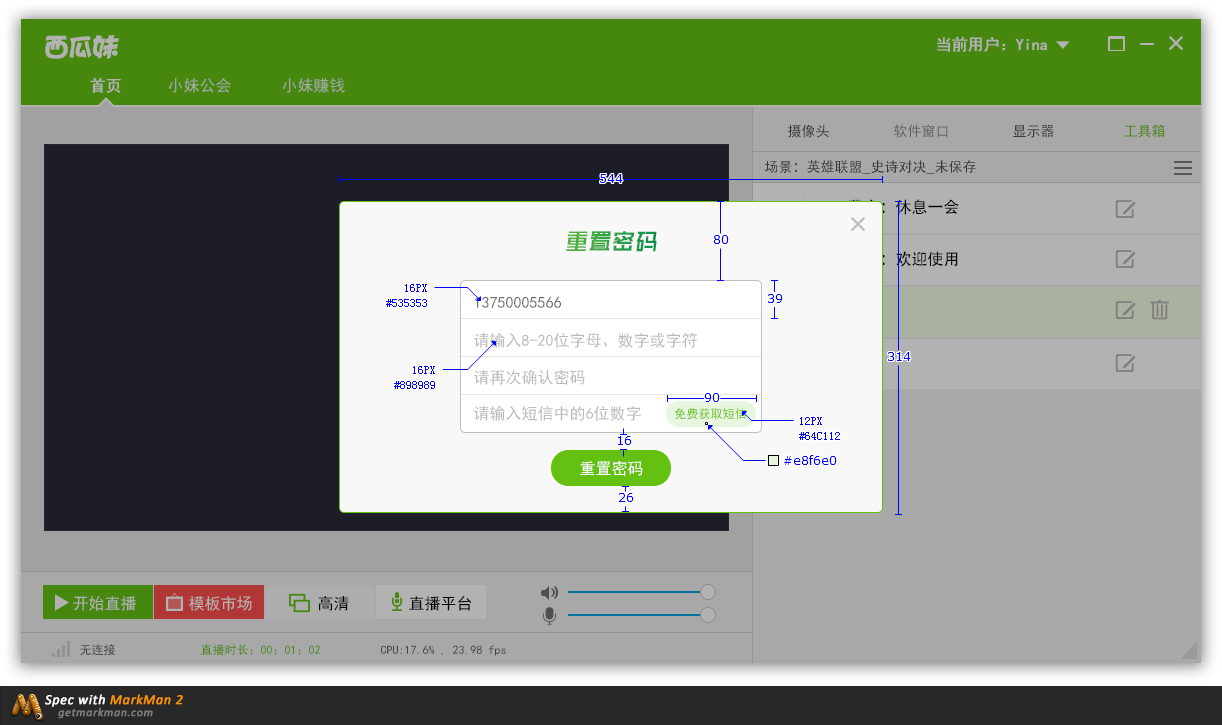 西瓜妹
当前用户：Yina
首页 小妹公会 小妹赚钱
摄像头 软件窗口 显示器 工具箱
场景：英雄联盟_史诗对决_未保存
544
：休息一会
重置密码
80
：欢迎使用
16PX
#535353
13750005566
39
请输入8-20位字母、数字或字符
314
16PX
#898989
请再次确认密码
90
请输入短信中的6位数字 免费获取短信
12PX
#64C112
16
#e8f6e0
重置密码
26
开始直播 模板市场 高清 直播平台
无连接 直播时长：00：01：02 CPU:17.6% , 23.98 fps
Spec with MarkMan 2
getmarkman.com